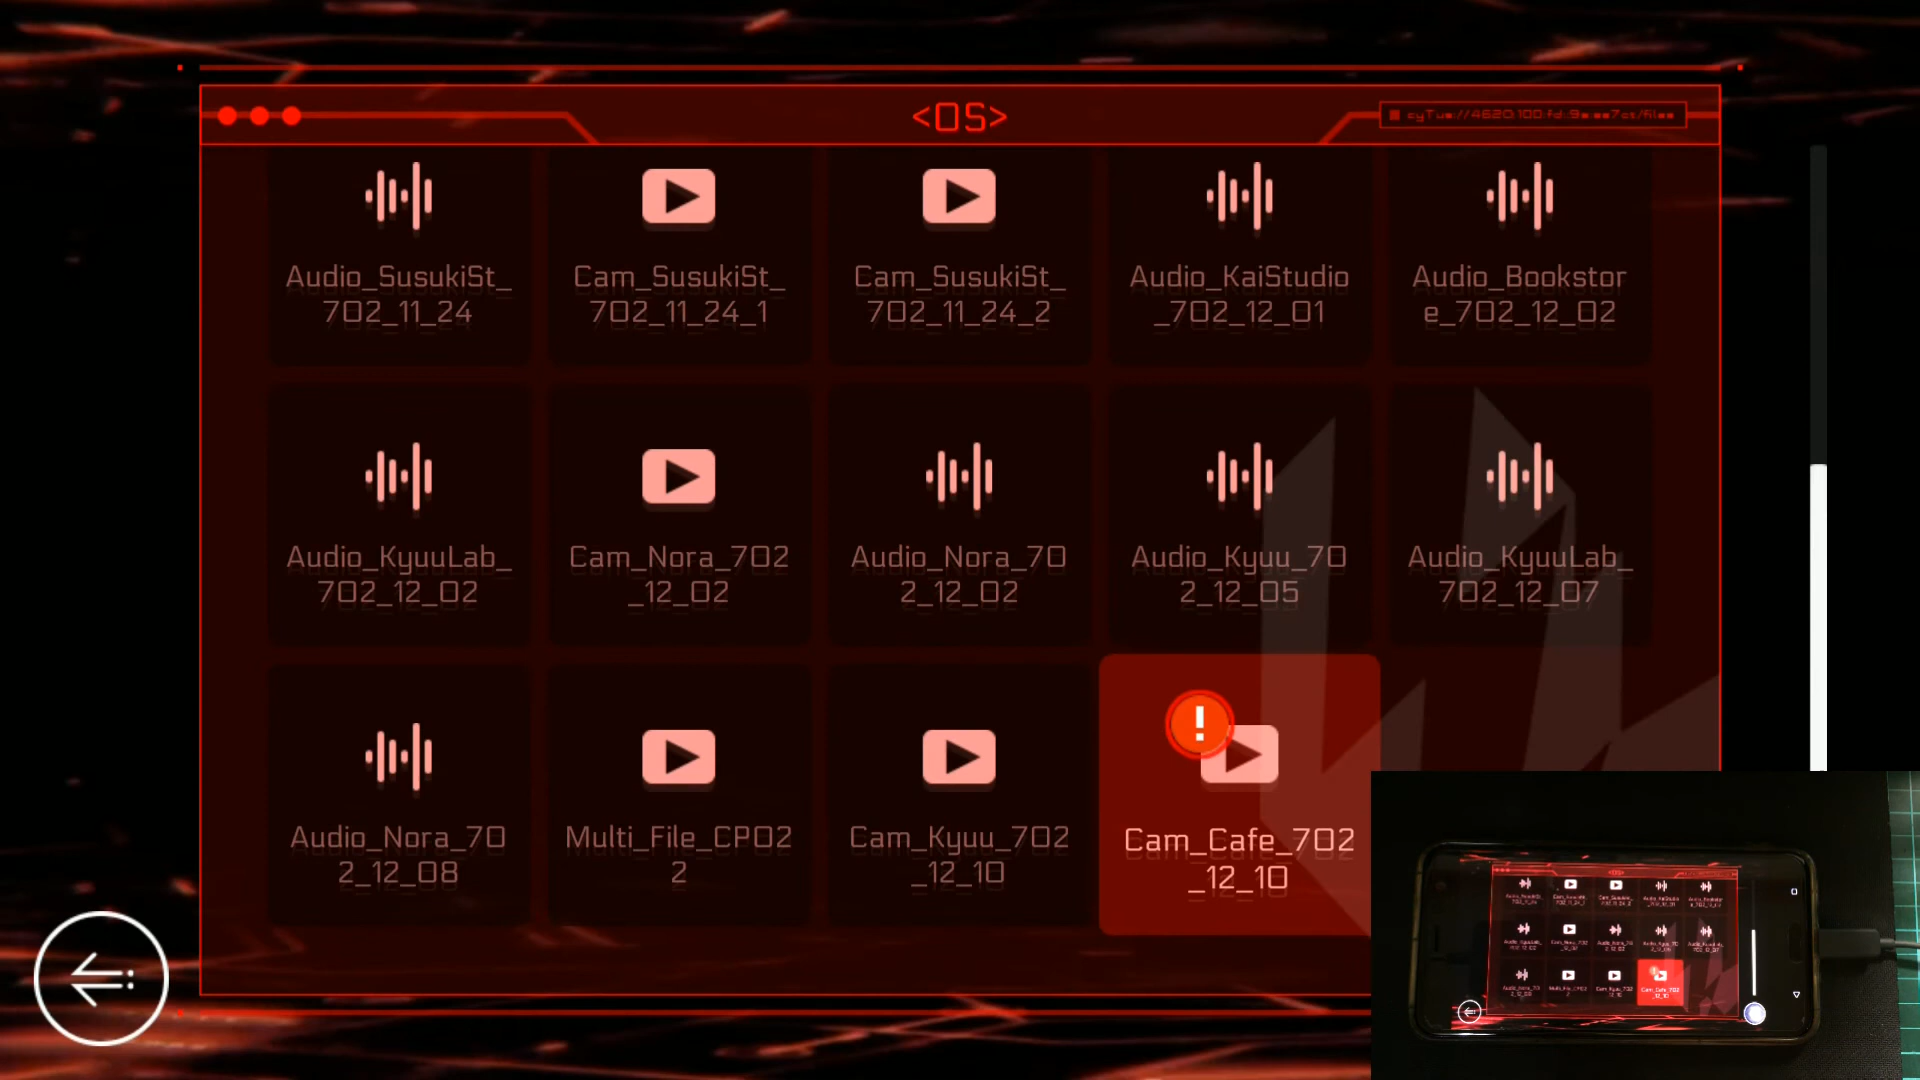 <OS>
Audio_SusukiSt_
702_11_24
Cam_SusukiSt_
702_11_24_1
Cam_SusukiSt_
702_11_24_2
Audio_KaiStudio
_702_12_01
Audio_Bookstor
e_702_12_02
Audio_KyuuLab_
702_12_02
Cam_Nora_702
_12_02
Audio_Nora_70
2_12_02
Audio_Kyuu_70
2_12_05
Audio_KyuuLab_
702_12_07
Audio_Nora_70
2_12_08
Multi_File_CP02
2
Cam_Kyuu_702
_12_10
!
Cam_Cafe_702
_12_10